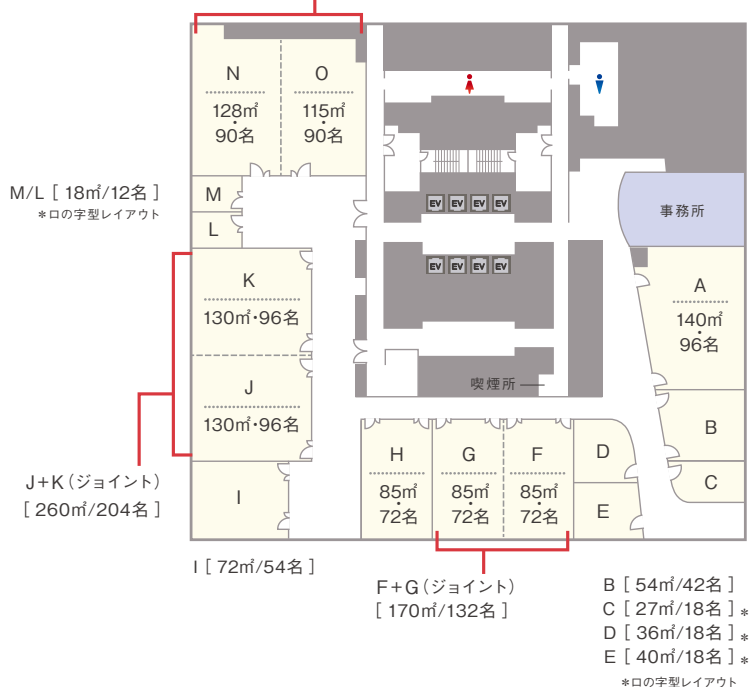 N
128㎡
・
90名
O
115㎡
・
90名
M/L [ 18㎡/12名 ]
*ロの字型レイアウト
M
L
EV EV EV EV
事務所
K
130㎡・96名
EV EV EV EV
A
140㎡
・
96名
J
130㎡・96名
喫煙所
B
H
85㎡
・
72名
G
85㎡
・
72名
F
85㎡
・
72名
D
C
J+K(ジョイント)
[ 260㎡/204名 ]
I
E
I [ 72㎡/54名 ]
F+G(ジョイント)
[ 170㎡/132名 ]
B [ 54㎡/42名 ]
C [ 27㎡/18名 ] *
D [ 36㎡/18名 ] *
E [ 40㎡/18名 ] *
*ロの字型レイアウト